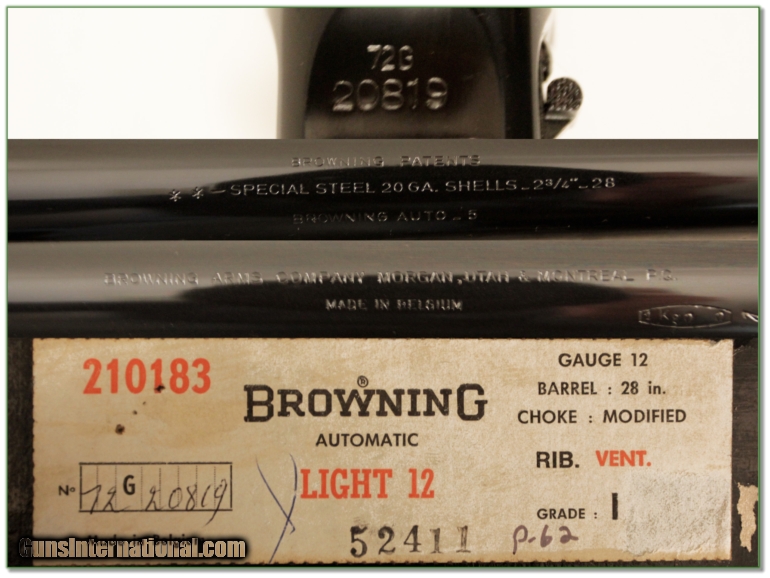 72G
20819
BROWNING PATENTS
* * – SPECIAL STEEL 20 GA. SHELLS – 2 3/4" – 28
BROWNING AUTO – 5
BROWNING ARMS COMPANY MORGAN, UTAH & MONTREAL P.Q.
MADE IN BELGIUM
210183
BROWNING ®
AUTOMATIC
LIGHT 12
N° 72 G 20819
52411
P-62
GAUGE 12
BARREL : 28 in.
CHOKE : MODIFIED
RIB. VENT.
GRADE : I
GunsInternational.com